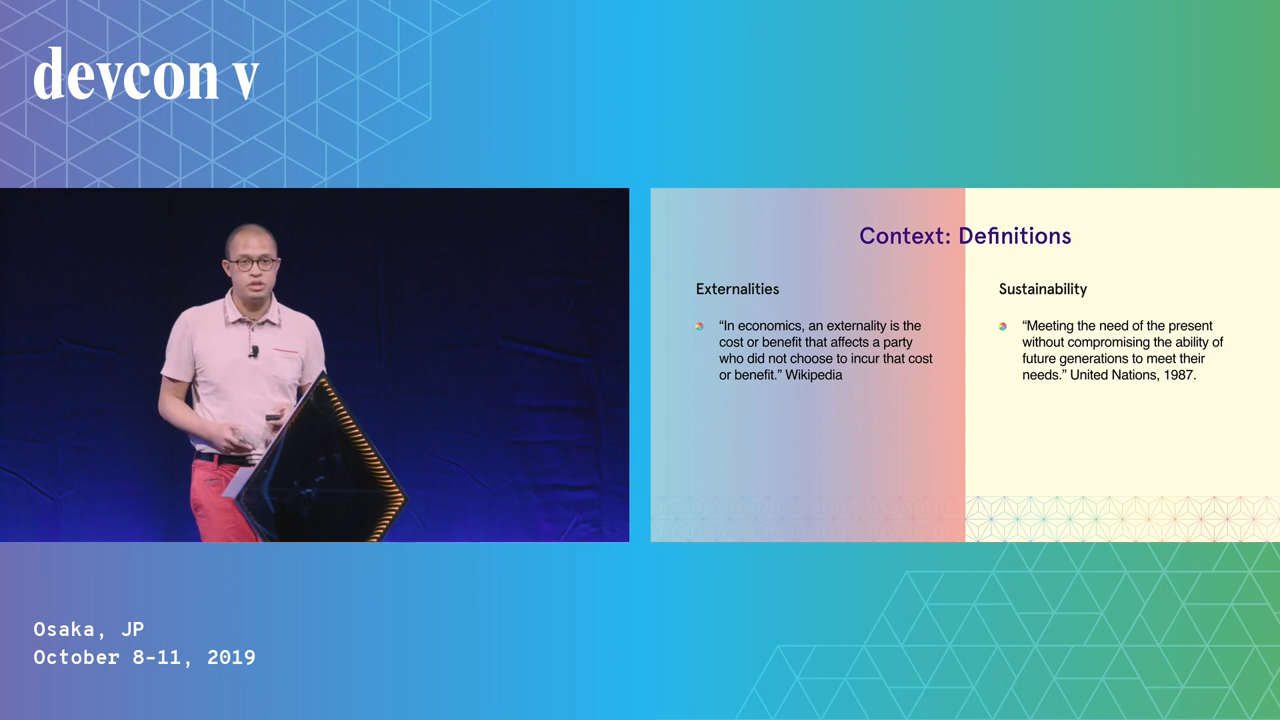 devcon v
Context: Definitions
Externalities
“In economics, an externality is the
cost or benefit that affects a party
who did not choose to incur that cost
or benefit.” Wikipedia
Sustainability
“Meeting the need of the present
without compromising the ability of
future generations to meet their
needs.” United Nations, 1987.
Osaka, JP
October 8-11, 2019